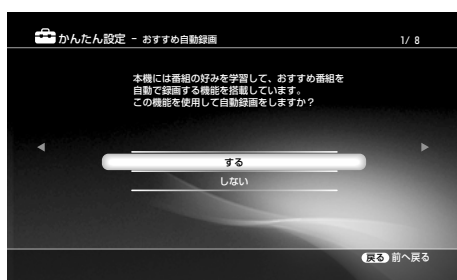 かんたん設定 - おすすめ自動録画
1/ 8
本機には番組の好みを学習して、おすすめ番組を
自動で録画する機能を搭載しています。
この機能を使用して自動録画をしますか？
する
しない
戻る 前へ戻る